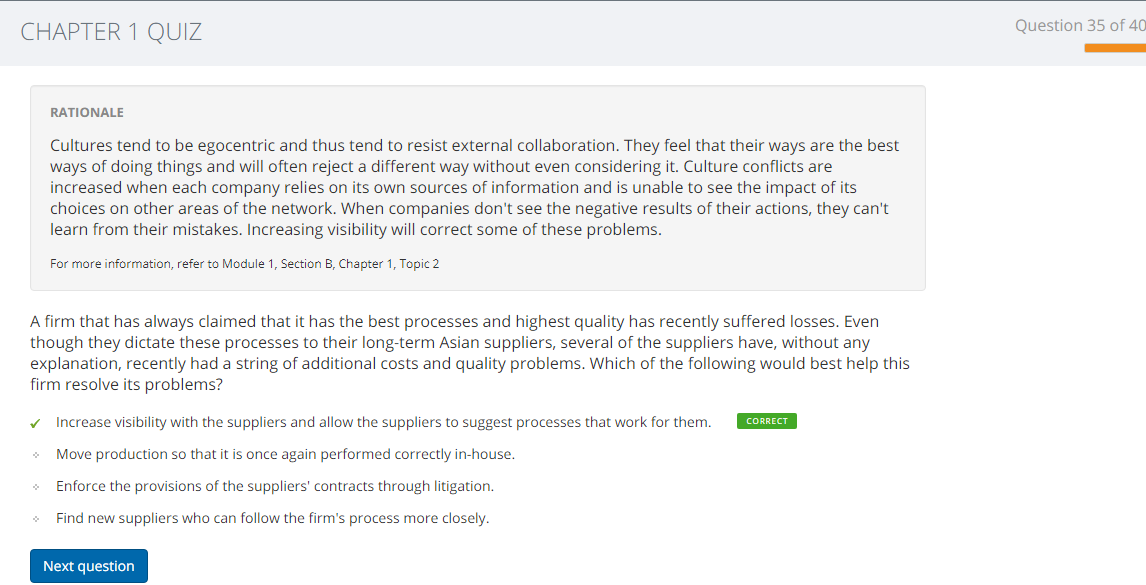 CHAPTER 1 QUIZ
Question 35 of 40
RATIONALE
Cultures tend to be egocentric and thus tend to resist external collaboration. They feel that their ways are the best
ways of doing things and will often reject a different way without even considering it. Culture conflicts are
increased when each company relies on its own sources of information and is unable to see the impact of its
choices on other areas of the network. When companies don't see the negative results of their actions, they can't
learn from their mistakes. Increasing visibility will correct some of these problems.
For more information, refer to Module 1, Section B, Chapter 1, Topic 2
A firm that has always claimed that it has the best processes and highest quality has recently suffered losses. Even
though they dictate these processes to their long-term Asian suppliers, several of the suppliers have, without any
explanation, recently had a string of additional costs and quality problems. Which of the following would best help this
firm resolve its problems?
Increase visibility with the suppliers and allow the suppliers to suggest processes that work for them. CORRECT
Move production so that it is once again performed correctly in-house.
Enforce the provisions of the suppliers' contracts through litigation.
Find new suppliers who can follow the firm's process more closely.
Next question